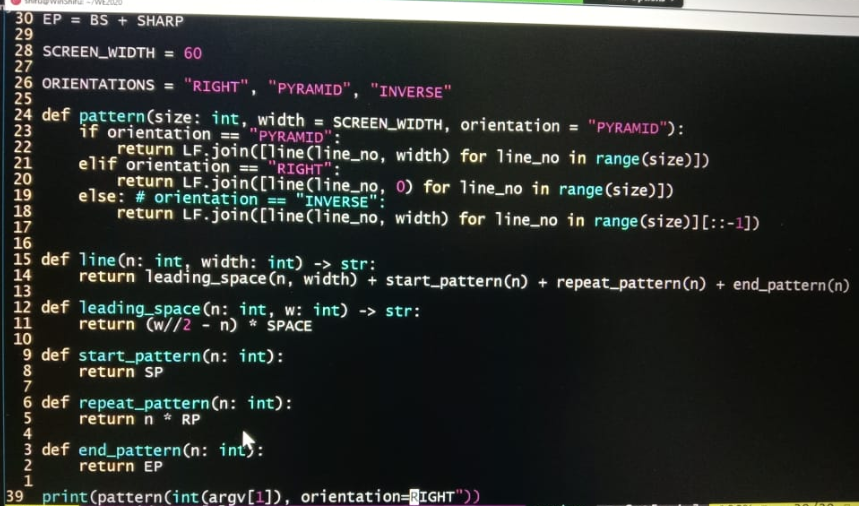 30 EP = BS + SHARP
29
28 SCREEN_WIDTH = 60
27
26 ORIENTATIONS = "RIGHT", "PYRAMID", "INVERSE"
25
24 def pattern(size: int, width = SCREEN_WIDTH, orientation = "PYRAMID"):
23     if orientation == "PYRAMID":
22         return LF.join([line(line_no, width) for line_no in range(size)])
21     elif orientation == "RIGHT":
20         return LF.join([line(line_no, 0) for line_no in range(size)])
19     else: # orientation == "INVERSE":
18         return LF.join([line(line_no, width) for line_no in range(size)][::-1])
17
16
15 def line(n: int, width: int) -> str:
14     return leading_space(n, width) + start_pattern(n) + repeat_pattern(n) + end_pattern(n)
13
12 def leading_space(n: int, w: int) -> str:
11     return (w//2 - n) * SPACE
10
9 def start_pattern(n: int):
8     return SP
7
6 def repeat_pattern(n: int):
5     return n * RP
4
3 def end_pattern(n: int):
2     return EP
1
39 print(pattern(int(argv[1]), orientation=RIGHT"))